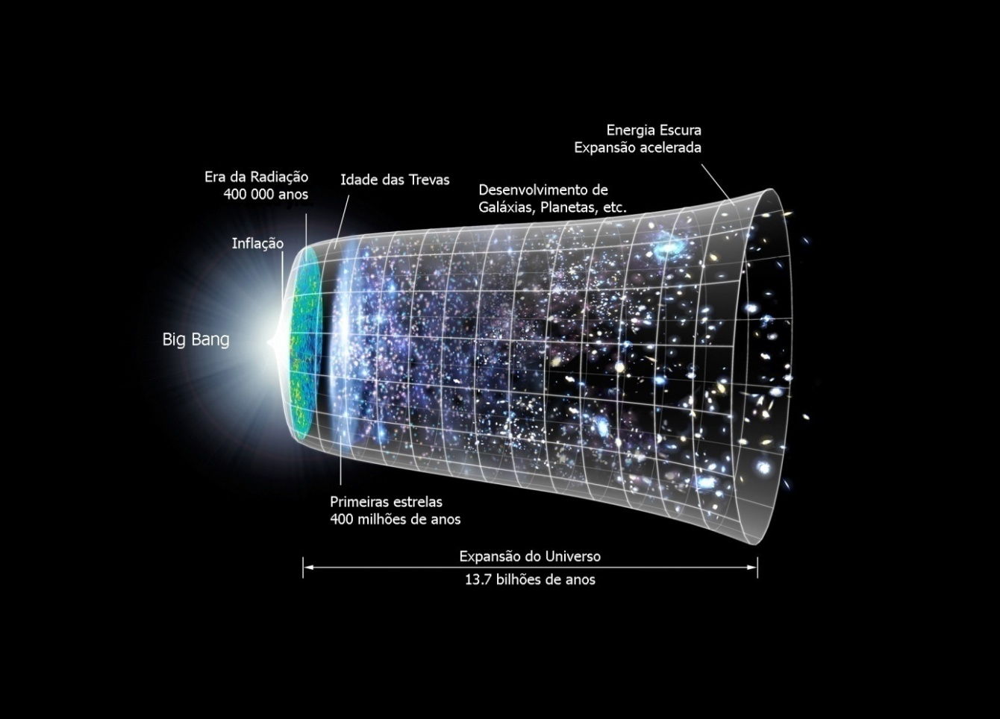 Energia Escura
Expansão acelerada
Era da Radiação
400 000 anos
Idade das Trevas
Desenvolvimento de
Galáxias, Planetas, etc.
Inflação
Big Bang
Primeiras estrelas
400 milhões de anos
Expansão do Universo
13.7 bilhões de anos